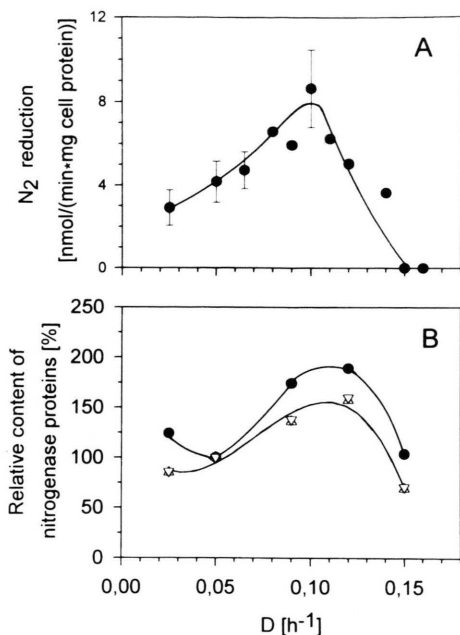 12
8
4
0
N2 reduction
[nmol/(min*mg cell protein)]
A
250
200
150
100
50
0
Relative content of
nitrogenase proteins [%]
B
0,00
0,05
0,10
0,15
D [h-1]